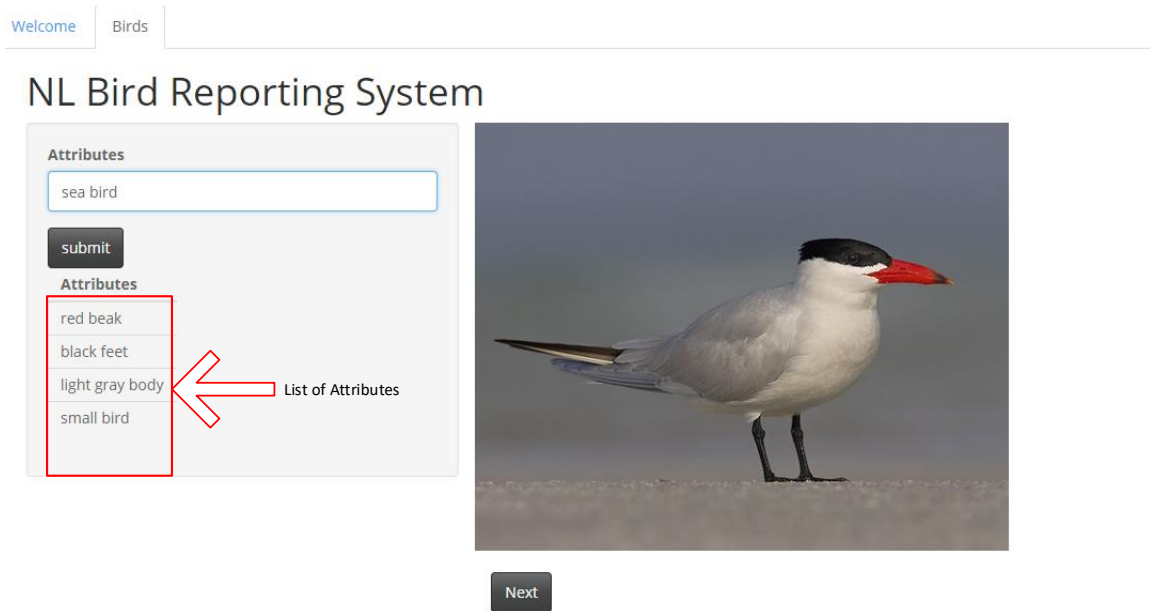 Welcome
Birds
NL Bird Reporting System
Attributes
sea bird
submit
Attributes
red beak
black feet
light gray body
List of Attributes
small bird
Next